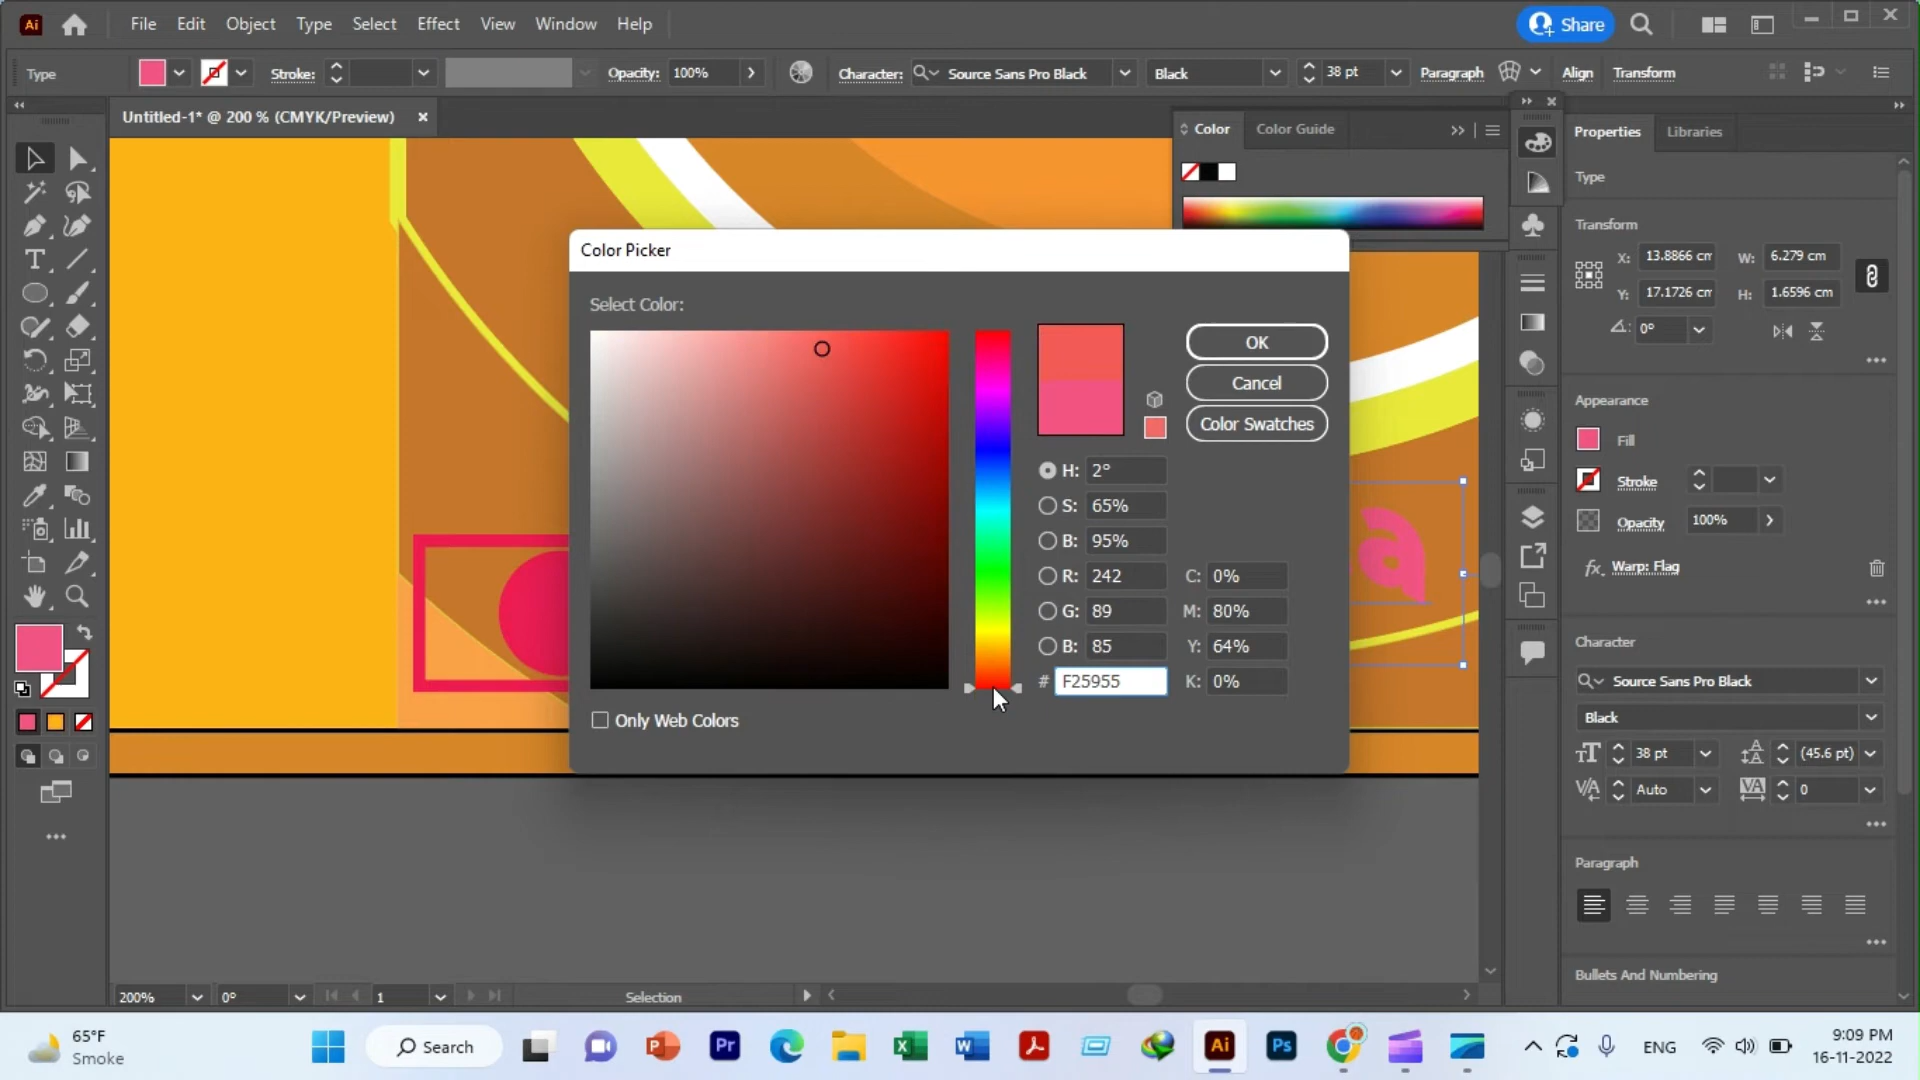 Ai File Edit Object Type Select Effect View Window Help Share
Type Stroke: Opacity: 100% Character: Source Sans Pro Black Black 38 pt Paragraph Align Transform
Untitled-1* @ 200 % (CMYK/Preview) ×
Color Color Guide
Properties Libraries
Type
Transform
X: 13.8866 cm W: 6.279 cm
Y: 17.1726 cm H: 1.6596 cm
0°
Color Picker
Select Color:
OK
Cancel
Color Swatches
H: 2°
S: 65%
B: 95%
R: 242 C: 0%
G: 89 M: 80%
B: 85 Y: 64%
# F25955 K: 0%
Only Web Colors
a
Appearance
Fill
Stroke
Opacity 100%
fx Warp: Flag
Character
Source Sans Pro Black
Black
38 pt (45.6 pt)
Auto 0
Paragraph
Bullets And Numbering
200% 0° 1 Selection
65°F
Smoke
Search
Pr
Ai
Ps
ENG
9:09 PM
16-11-2022